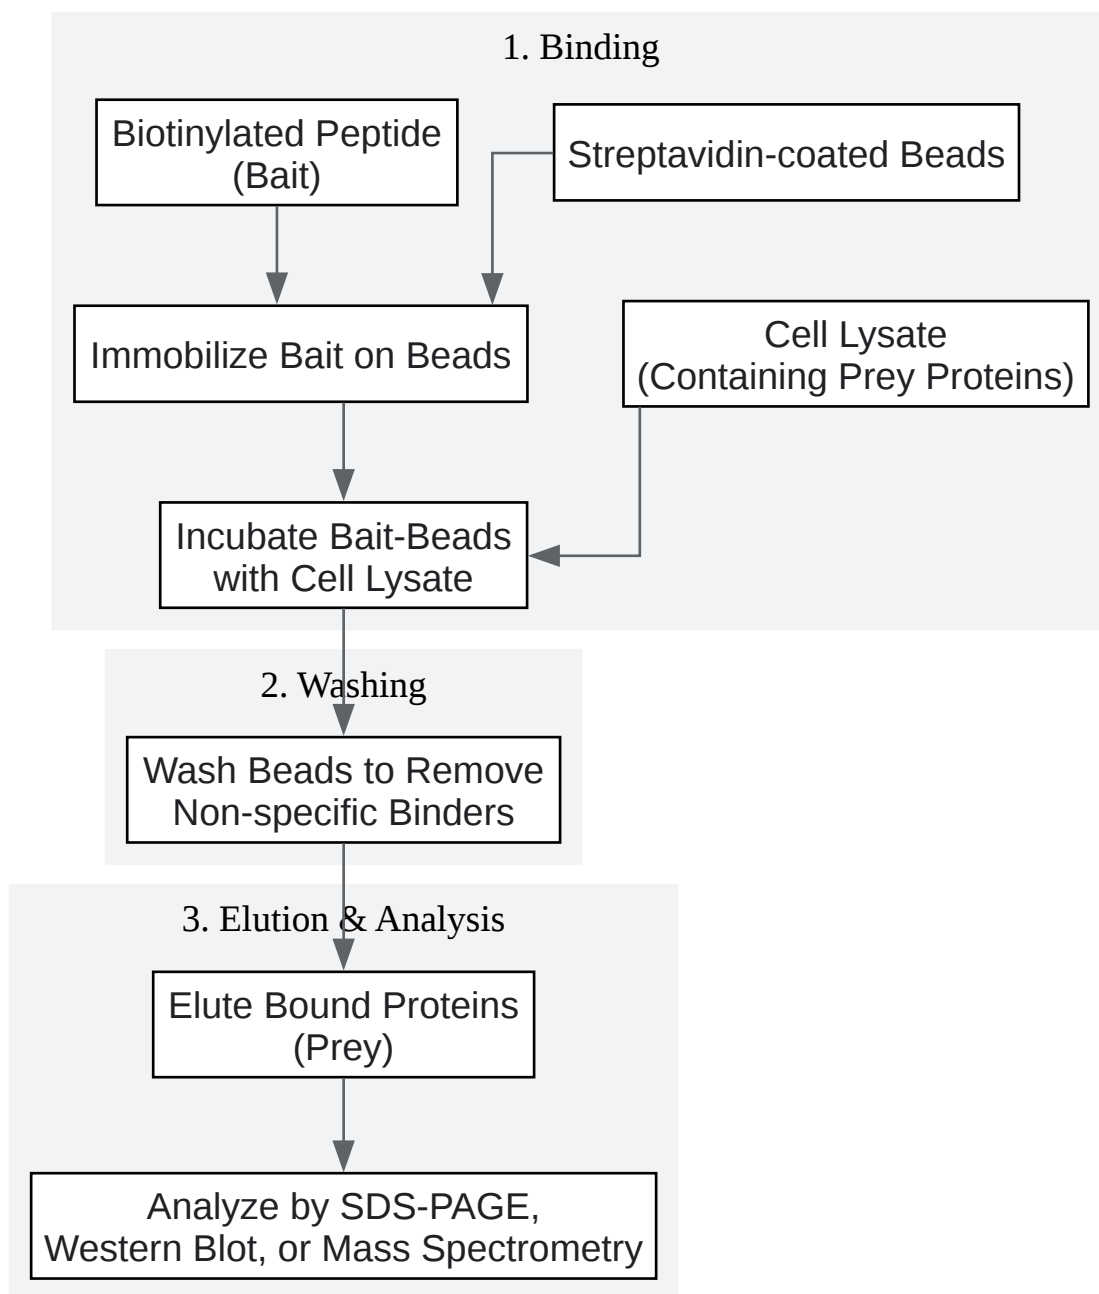 1. Binding
Biotinylated Peptide
(Bait)
Streptavidin-coated Beads
Immobilize Bait on Beads
Cell Lysate
(Containing Prey Proteins)
Incubate Bait-Beads
with Cell Lysate
2. Washing
Wash Beads to Remove
Non-specific Binders
3. Elution & Analysis
Elute Bound Proteins
(Prey)
Analyze by SDS-PAGE,
Western Blot, or Mass Spectrometry